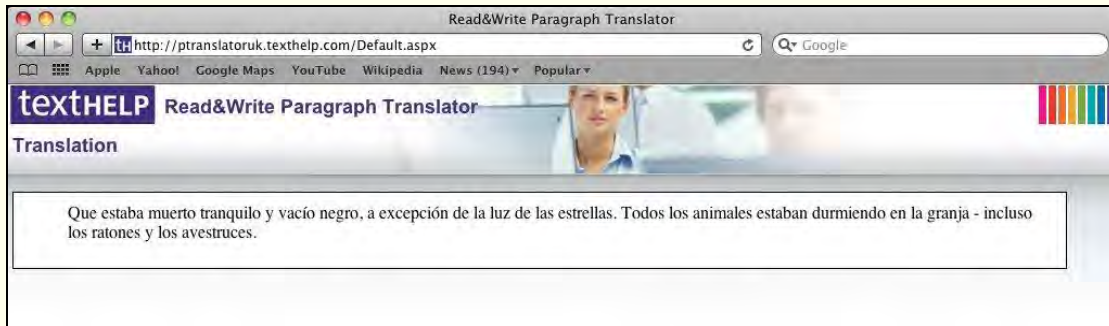 Read&Write Paragraph Translator
tH http://ptranslatoruk.texthelp.com/Default.aspx
Google
Apple Yahoo! Google Maps YouTube Wikipedia News (194) Popular
textHELP Read&Write Paragraph Translator
Translation
Que estaba muerto tranquilo y vacío negro, a excepción de la luz de las estrellas. Todos los animales estaban durmiendo en la granja - incluso
los ratones y los avestruces.